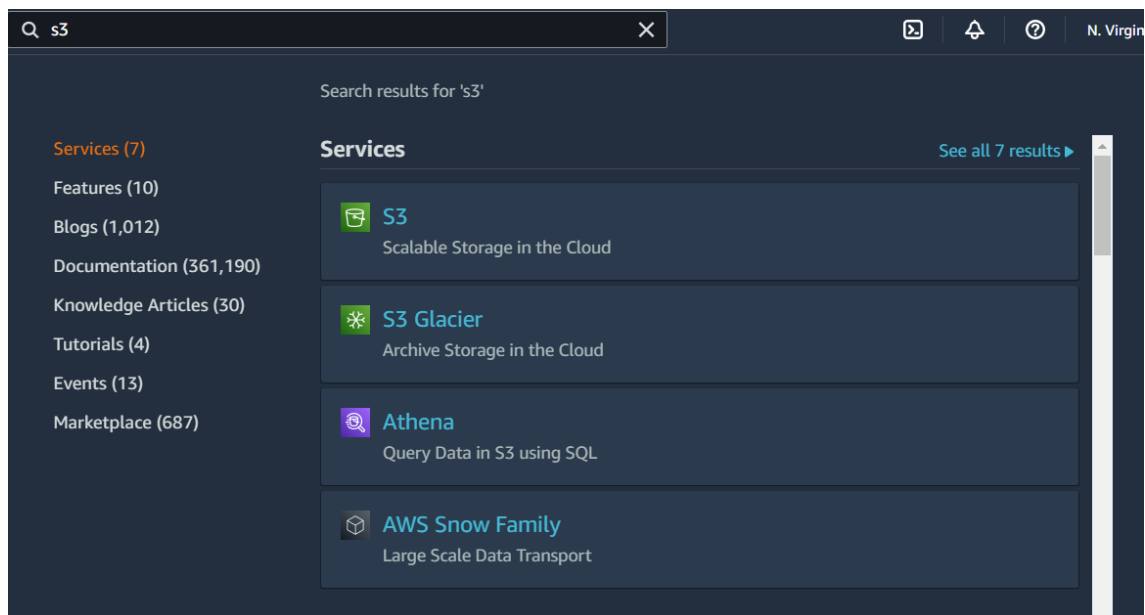 s3
N. Virgin
Search results for 's3'
Services (7)
Features (10)
Blogs (1,012)
Documentation (361,190)
Knowledge Articles (30)
Tutorials (4)
Events (13)
Marketplace (687)
Services
See all 7 results
S3
Scalable Storage in the Cloud
S3 Glacier
Archive Storage in the Cloud
Athena
Query Data in S3 using SQL
AWS Snow Family
Large Scale Data Transport